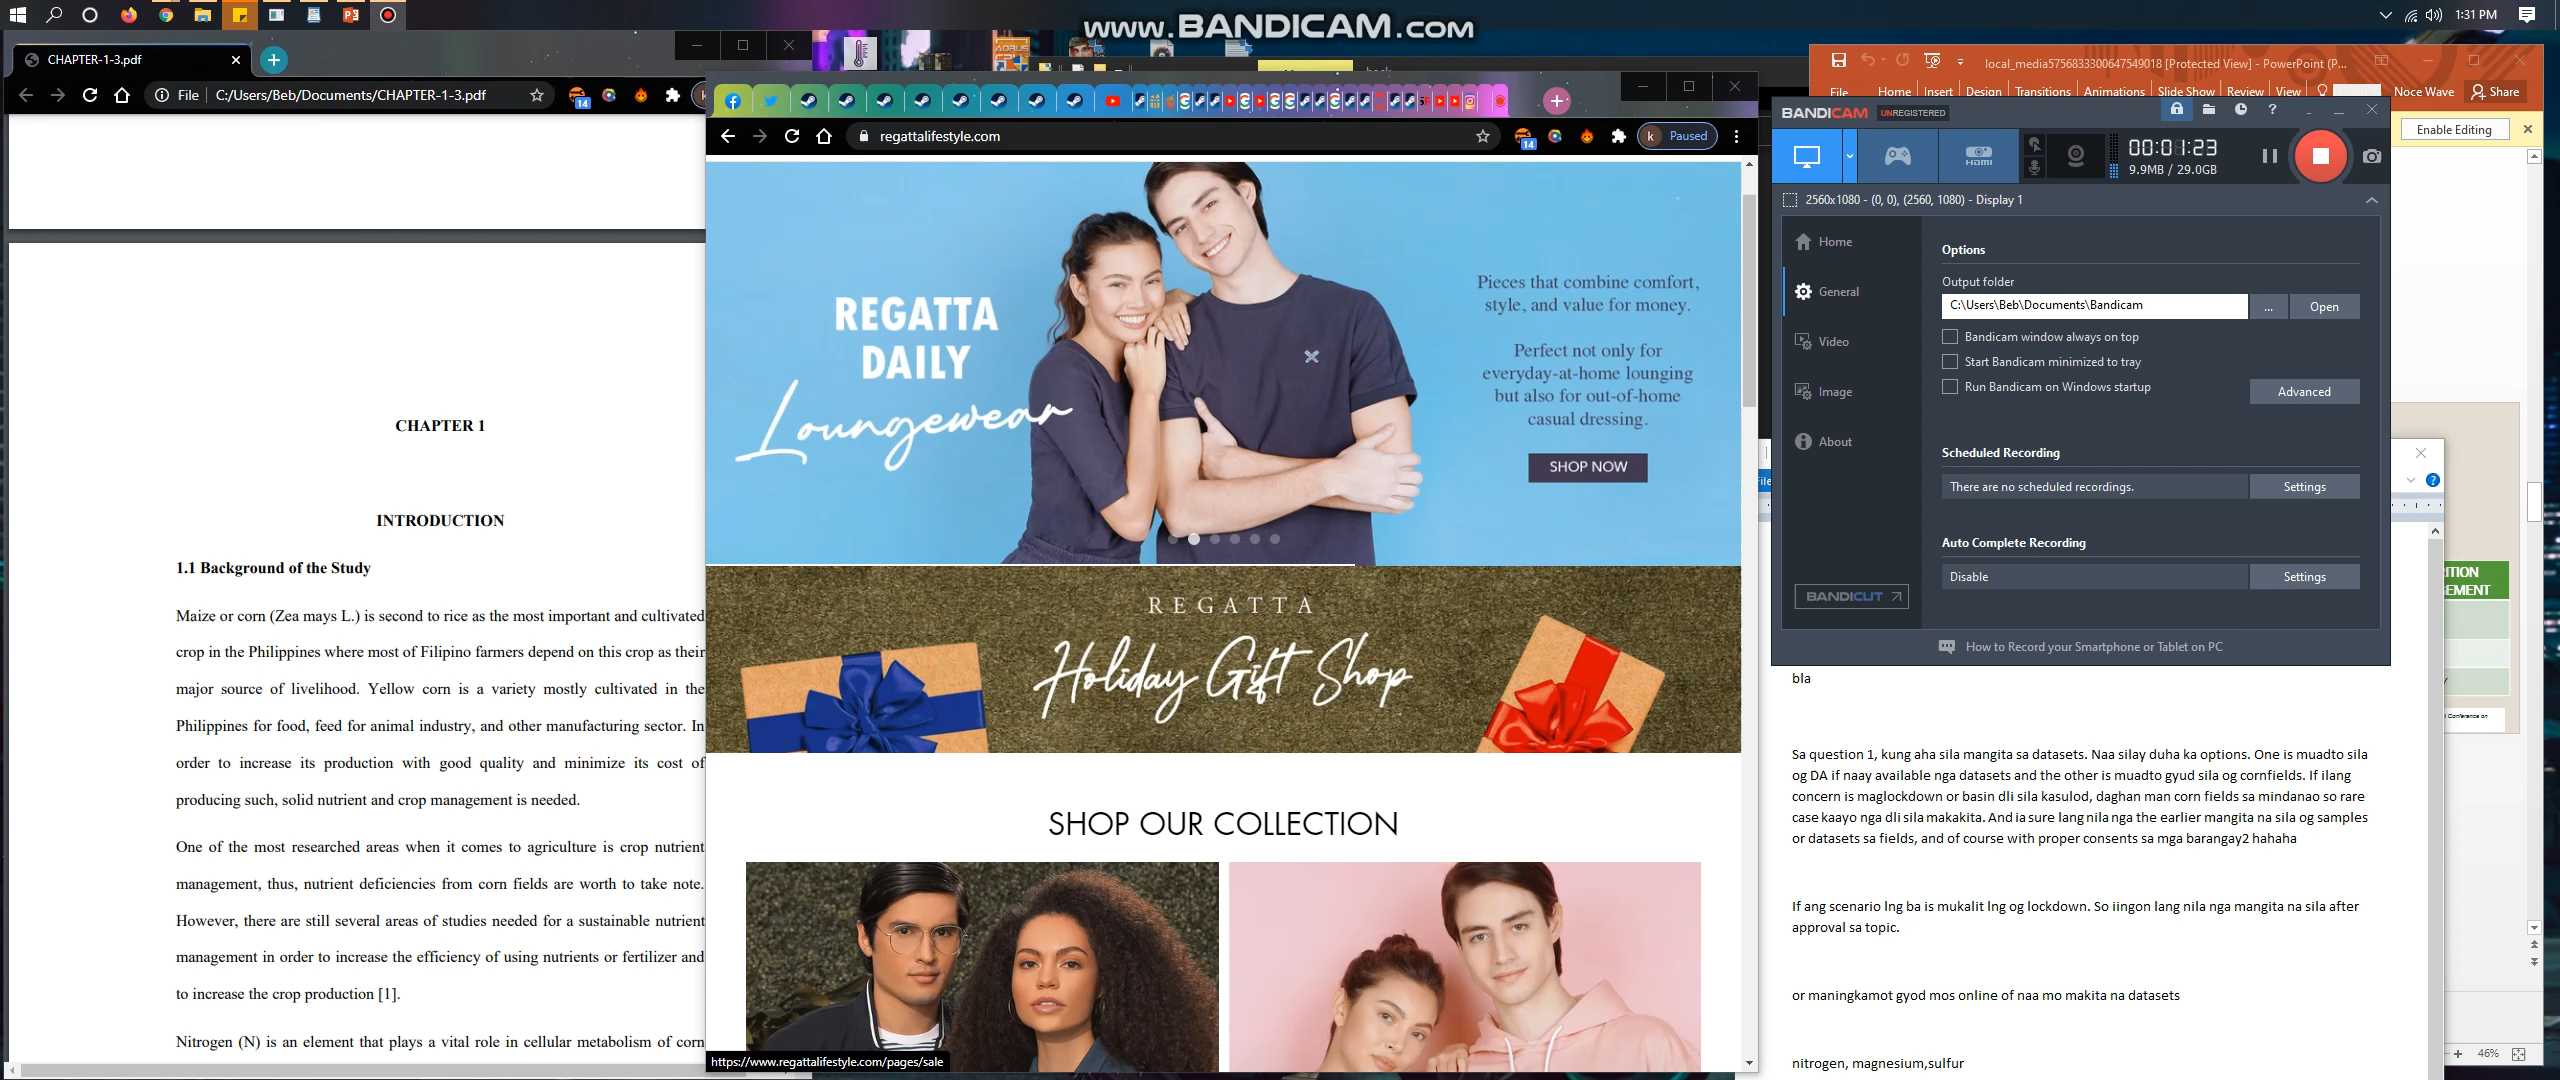 www.BANDICAM.com
1:31 PM
CHAPTER-1-3.pdf
File
C:/Users/Beb/Documents/CHAPTER-1-3.pdf
14
CHAPTER 1
INTRODUCTION
1.1 Background of the Study
Maize or corn (Zea mays L.) is second to rice as the most important and cultivated
crop in the Philippines where most of Filipino farmers depend on this crop as their
major source of livelihood. Yellow corn is a variety mostly cultivated in the
Philippines for food, feed for animal industry, and other manufacturing sector. In
order to increase its production with good quality and minimize its cost of
producing such, solid nutrient and crop management is needed.
One of the most researched areas when it comes to agriculture is crop nutrient
management, thus, nutrient deficiencies from corn fields are worth to take note.
However, there are still several areas of studies needed for a sustainable nutrient
management in order to increase the efficiency of using nutrients or fertilizer and
to increase the crop production [1].
Nitrogen (N) is an element that plays a vital role in cellular metabolism of corn
AORUS
regattalifestyle.com
14
k Paused
REGATTA
DAILY
Loungewear
Pieces that combine comfort,
style, and value for money.
Perfect not only for
everyday-at-home lounging
but also for out-of-home
casual dressing.
SHOP NOW
REGATTA
Holiday Gift Shop
SHOP OUR COLLECTION
https://www.regattalifestyle.com/pages/sale
local_media5756833300647549018 [Protected View] - PowerPoint (P...
File Home Insert Design Transitions Animations Slide Show Review View Noce Wave Share
Enable Editing
BANDICAM UNREGISTERED
HDMI
00:01:23
9.9MB / 29.0GB
2560x1080 - (0, 0), (2560, 1080) - Display 1
Home
General
Video
Image
About
BANDICUT
Options
Output folder
C:\Users\Beb\Documents\Bandicam
... Open
Bandicam window always on top
Start Bandicam minimized to tray
Run Bandicam on Windows startup
Advanced
Scheduled Recording
There are no scheduled recordings. Settings
Auto Complete Recording
Disable Settings
How to Record your Smartphone or Tablet on PC
bla
Sa question 1, kung aha sila mangita sa datasets. Naa silay duha ka options. One is muadto sila
og DA if naay available nga datasets and the other is muadto gyud sila og cornfields. If ilang
concern is maglockdown or basin dli sila kasulod, daghan man corn fields sa mindanao so rare
case kaayo nga dli sila makakita. And ia sure lang nila nga the earlier mangita na sila og samples
or datasets sa fields, and of course with proper consents sa mga barangay2 hahaha
If ang scenario lng ba is mukalit lng og lockdown. So iingon lang nila nga mangita na sila after
approval sa topic.
or maningkamot gyod mos online of naa mo makita na datasets
nitrogen, magnesium,sulfur
Conference on
46%